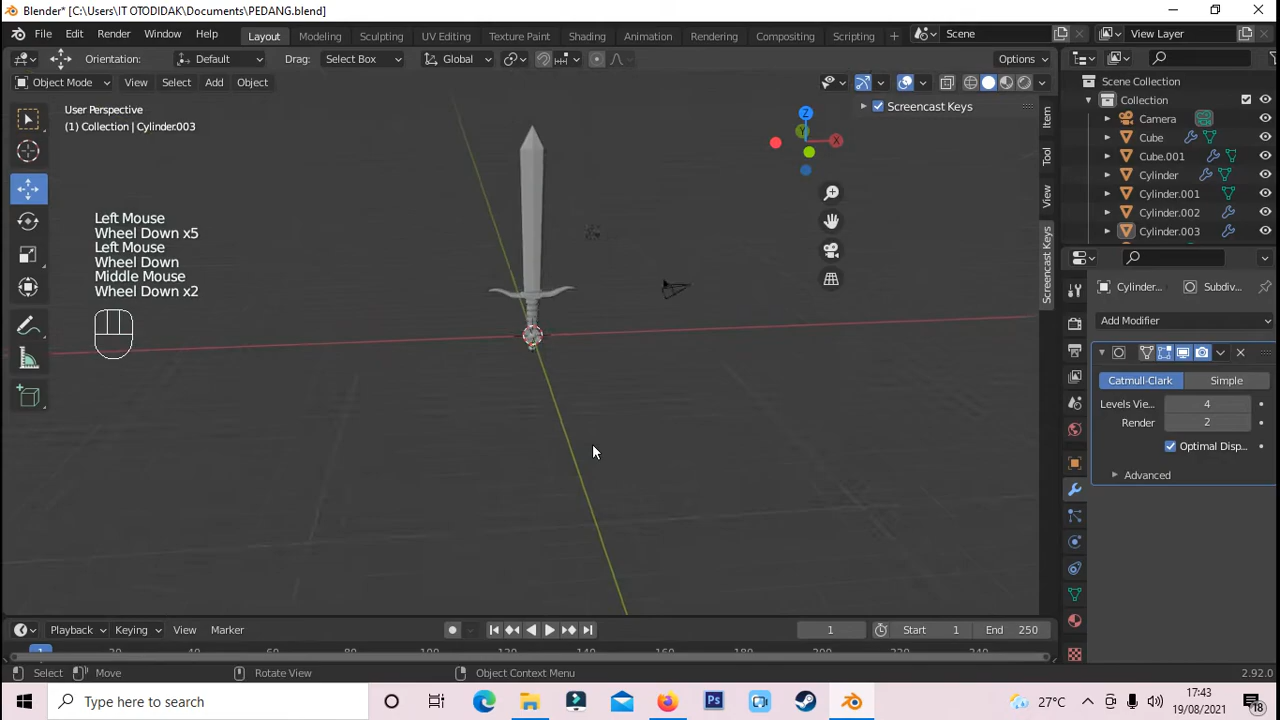 Blender* [C:\Users\IT OTODIDAK\Documents\PEDANG.blend]
File Edit Render Window Help Layout Modeling Sculpting UV Editing Texture Paint Shading Animation Rendering Compositing Scripting + Scene View Layer
Orientation: Default Drag: Select Box Global Options
Object Mode View Select Add Object
User Perspective
(1) Collection | Cylinder.003
Left Mouse
Wheel Down x5
Left Mouse
Wheel Down
Middle Mouse
Wheel Down x2
Z
Y
X
Screencast Keys
Item
Tool
View
Screencast Keys
Scene Collection
Collection
Camera
Cube
Cube.001
Cylinder
Cylinder.001
Cylinder.002
Cylinder.003
Cylinder... Subdiv...
Add Modifier
Catmull-Clark Simple
Levels Vie... 4
Render 2
Optimal Disp...
Advanced
Playback Keying View Marker 1 Start 1 End 250
Select Move Rotate View Object Context Menu 2.92.0
Type here to search Ps 27°C 17:43
19/08/2021
18